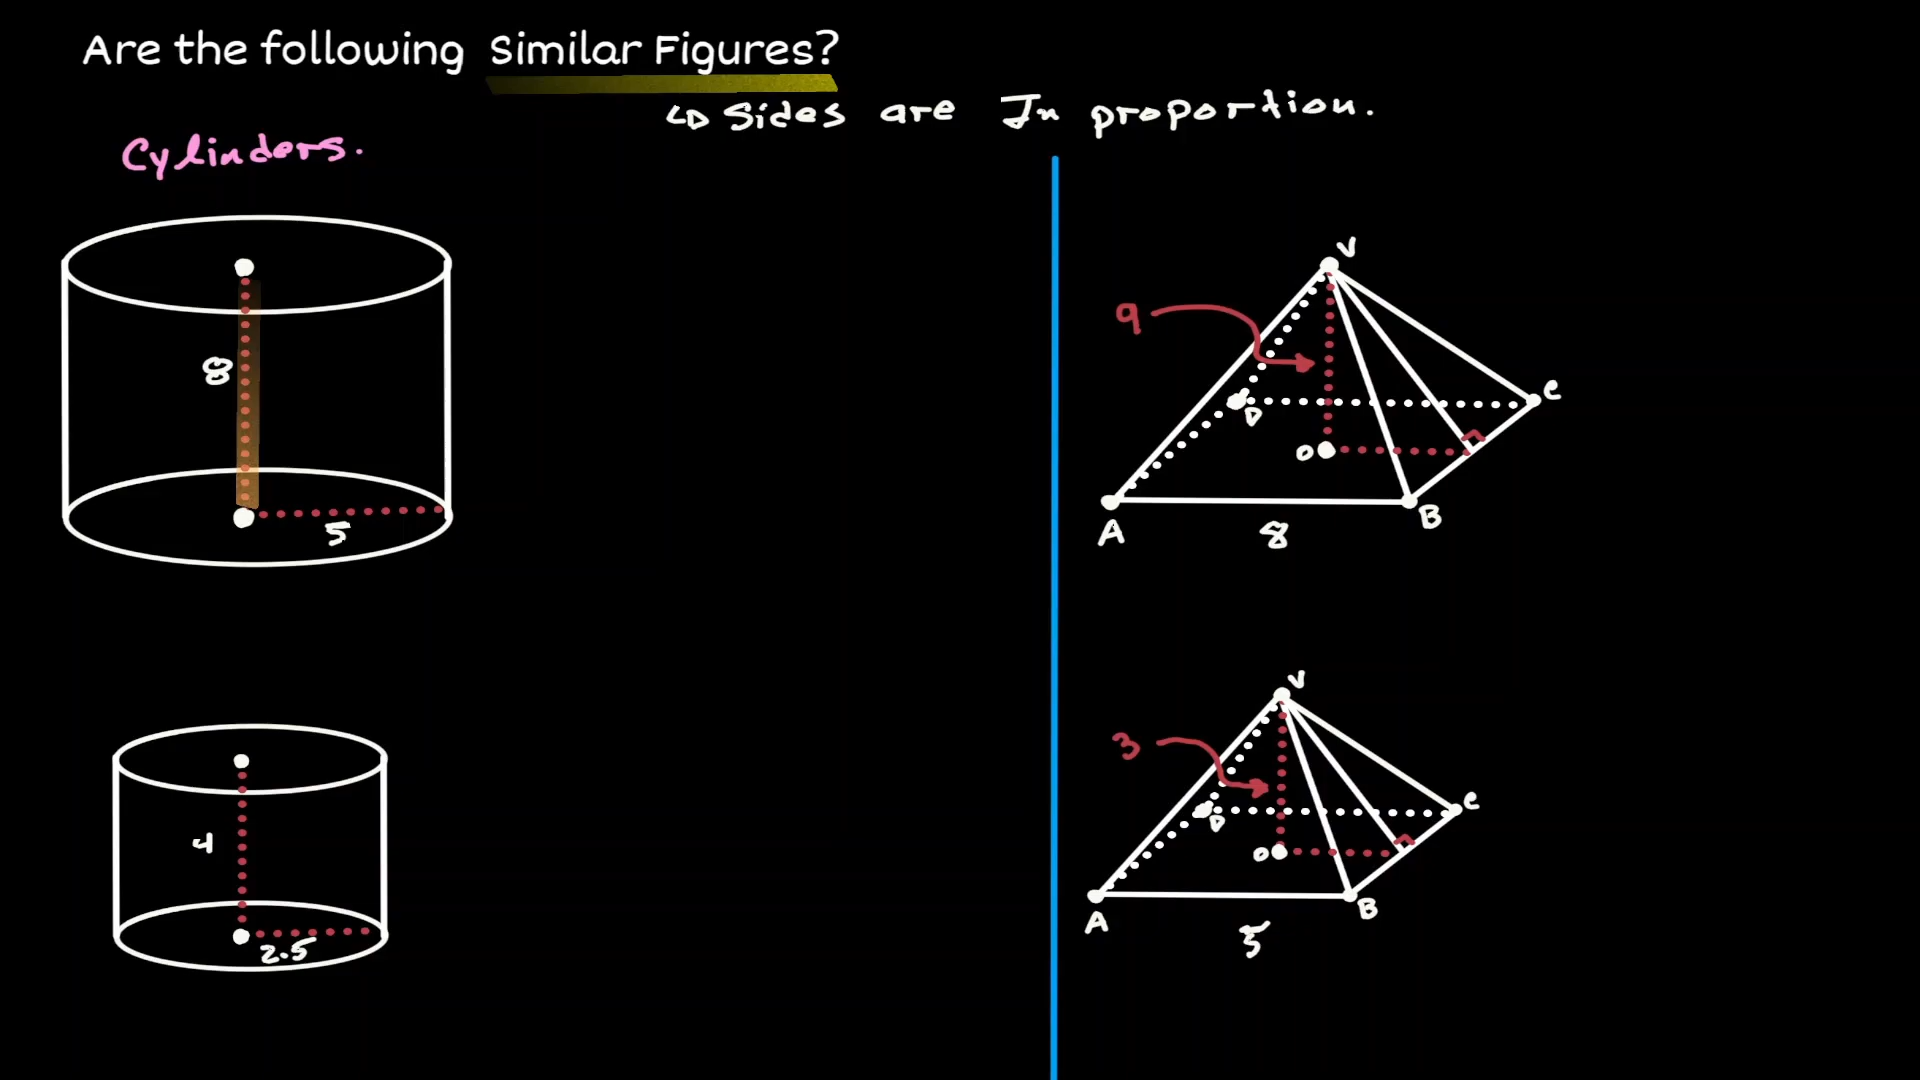 Are the following Similar Figures?
↳ Sides are In proportion.
Cylinders.
8
5
4
2.5
V
9
C
D
O
A
B
8
V
3
C
D
O
A
B
5